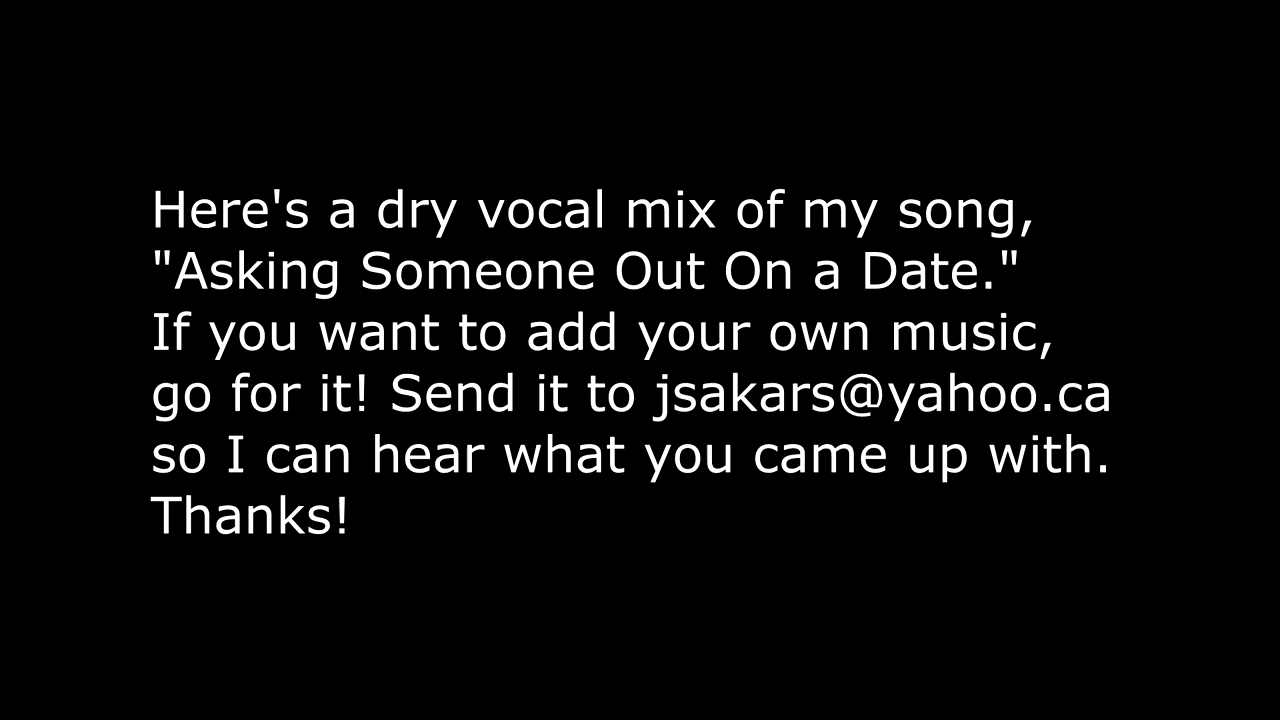 Here's a dry vocal mix of my song,
"Asking Someone Out On a Date."
If you want to add your own music,
go for it! Send it to jsakars@yahoo.ca
so I can hear what you came up with.
Thanks!